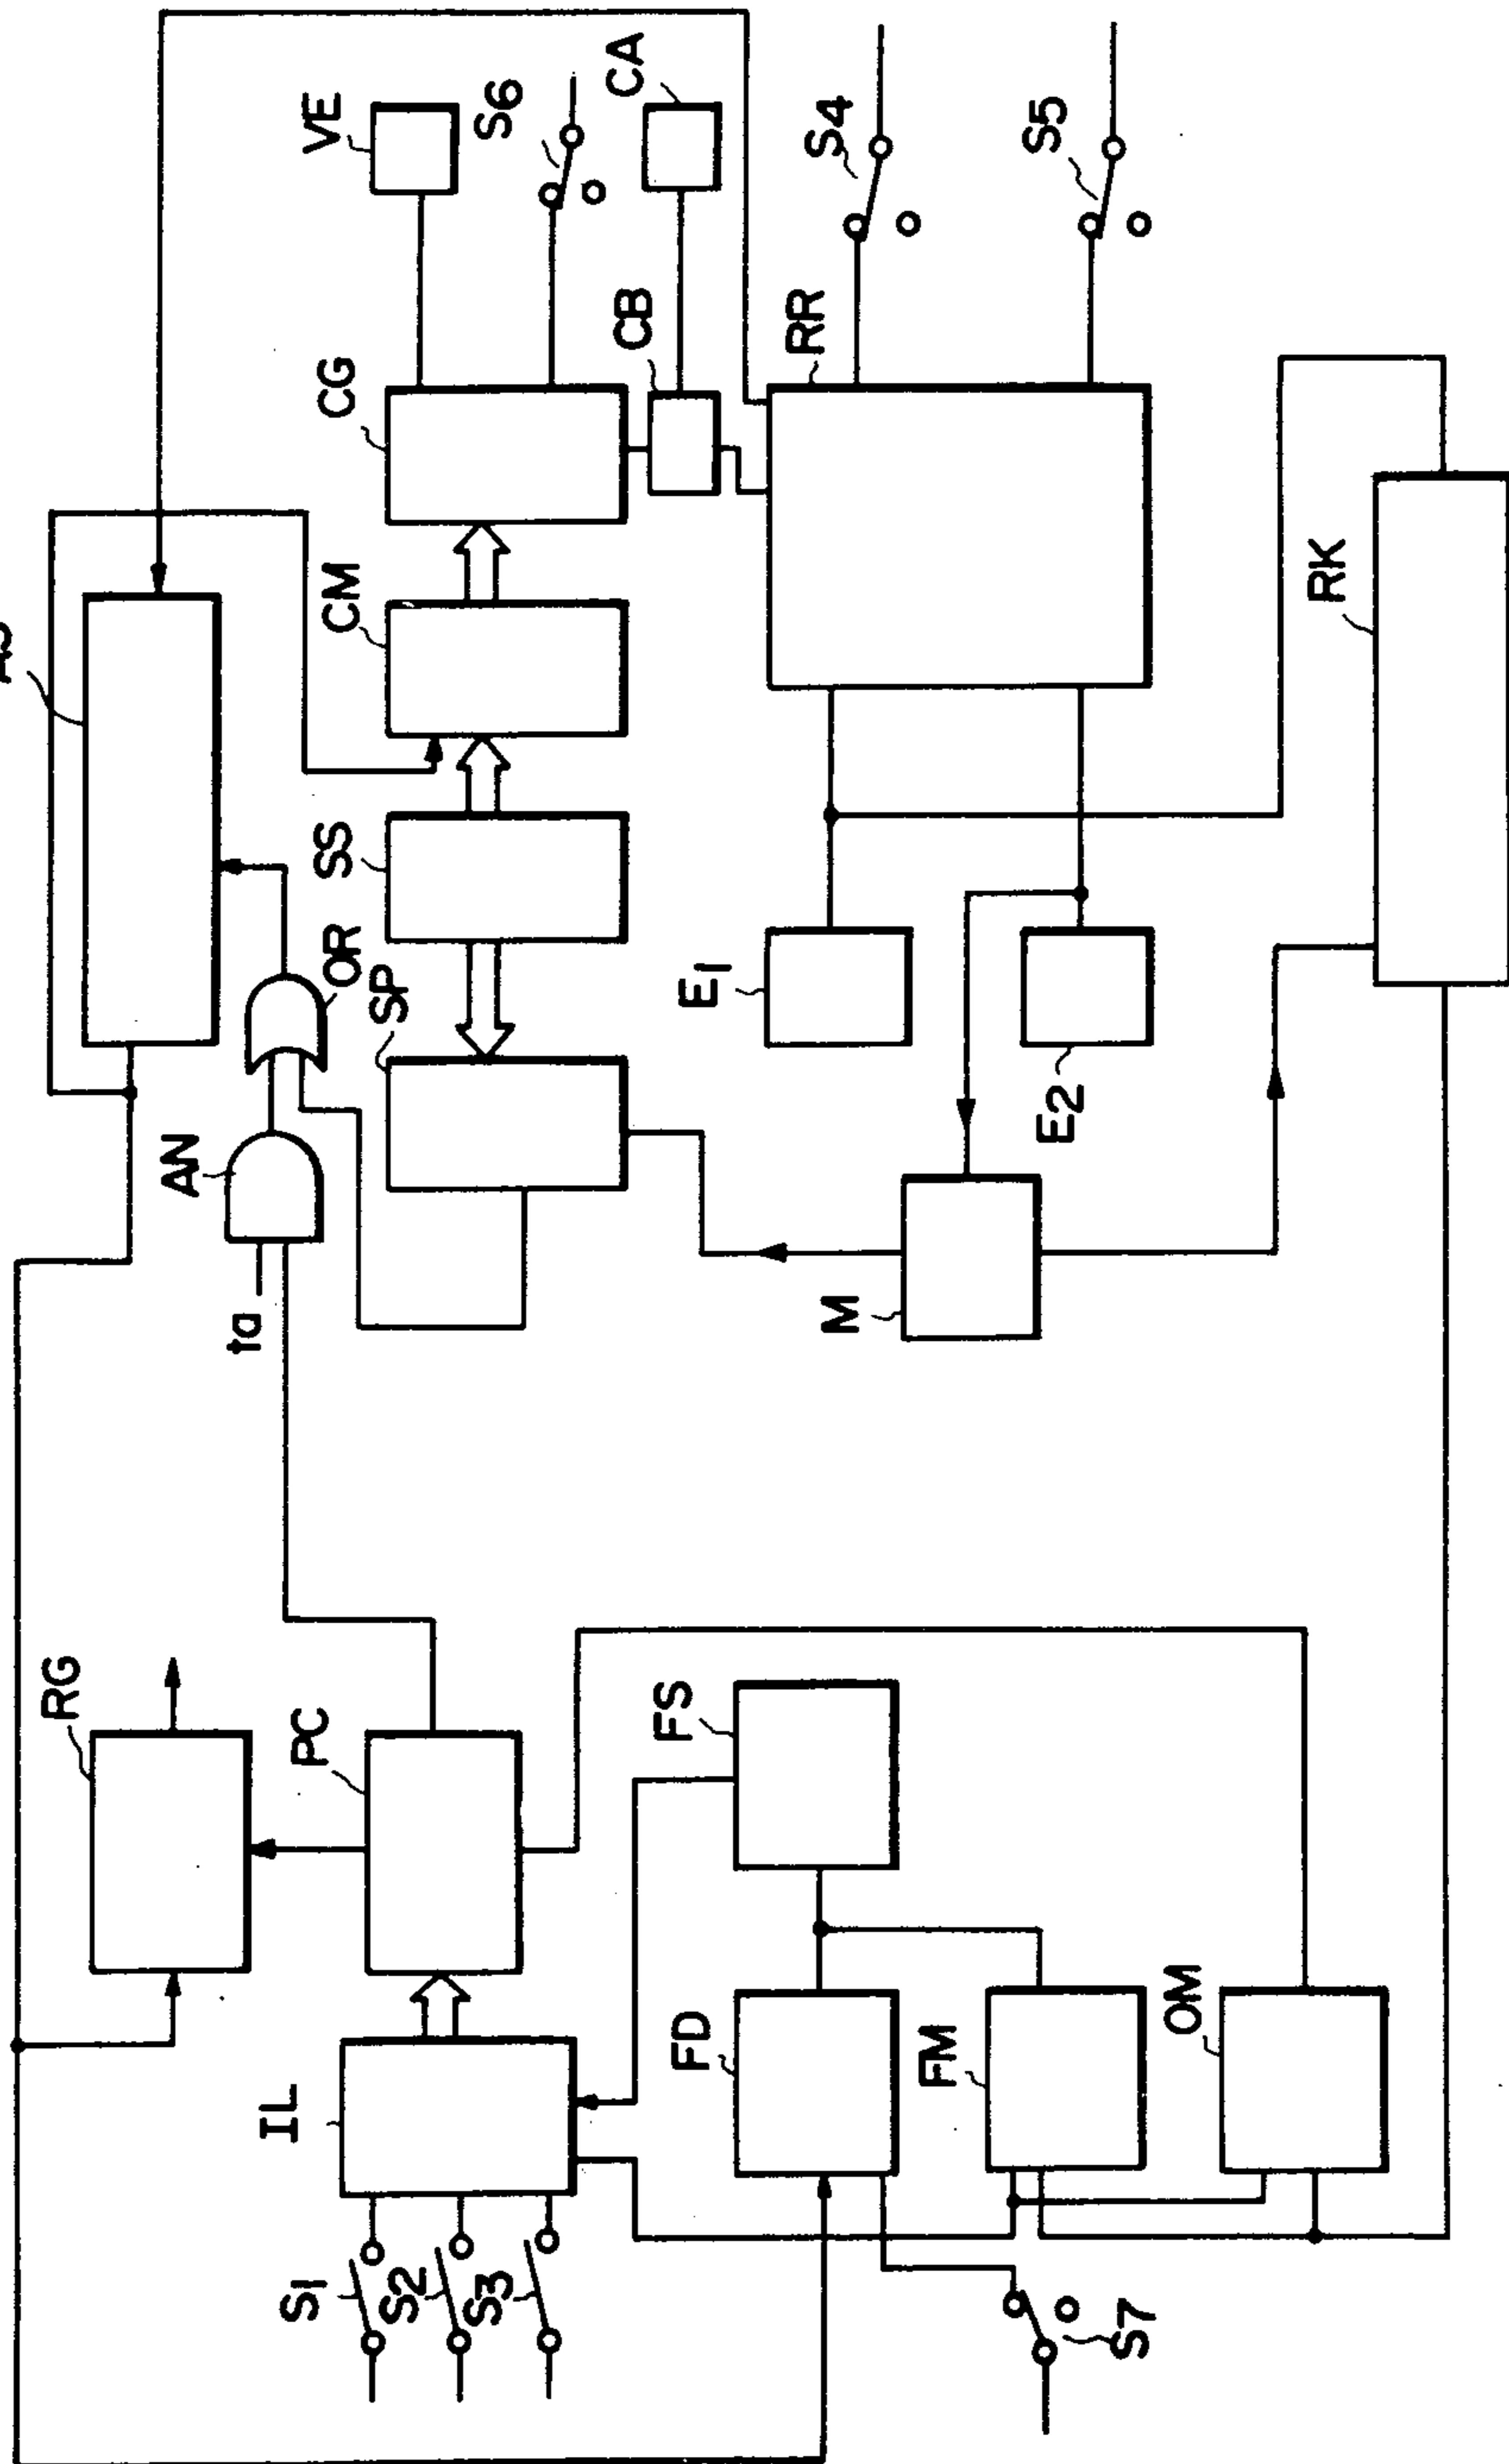 RG
AN
ta
IL
S1
PC
OR
SS
CM
CG
VE
S2
SP
S3
S6
CB
CA
FD
FS
E1
RR
S4
M
FM
E2
S5
S7
OM
RK